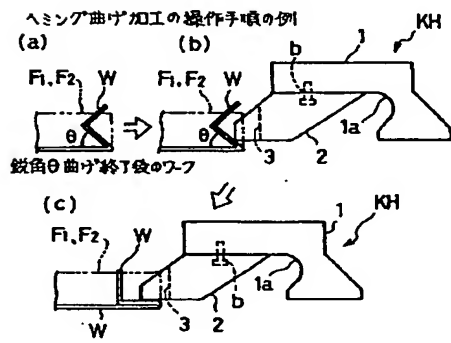 ヘミング曲げ加工の操作手順の例
(a)
(b)
1
KH
F₁,F₂
W
F₁,F₂
W
b
θ
θ
3
2
1a
鋭角θ曲げ終了後のワーク
(c)
1
KH
F₁,F₂
W
b
1a
3
2
W